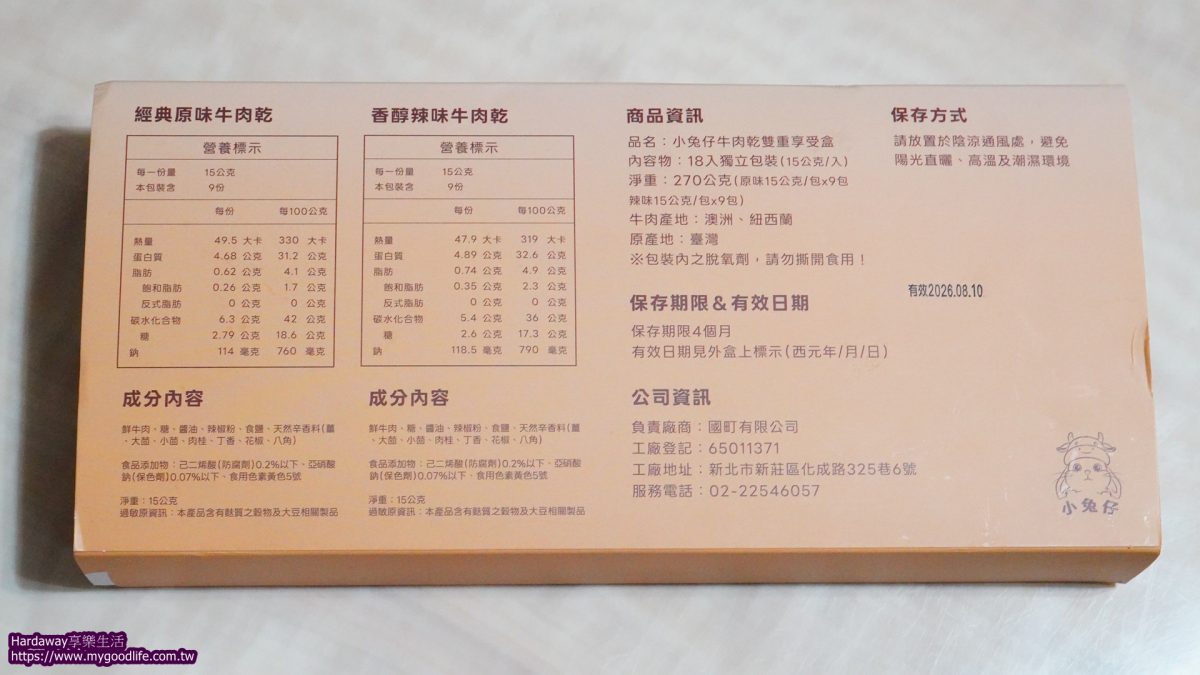 經典原味牛肉乾
營養標示
每一份量 15公克
本包裝含 9份
每份 每100公克
熱量 49.5 大卡 330 大卡
蛋白質 4.68 公克 31.2 公克
脂肪 0.62 公克 4.1 公克
飽和脂肪 0.26 公克 1.7 公克
反式脂肪 0 公克 0 公克
碳水化合物 6.3 公克 42 公克
糖 2.79 公克 18.6 公克
鈉 114 毫克 760 毫克
成分內容
鮮牛肉、糖、醬油、辣椒粉、食鹽、天然辛香料(薑
、大茴、小茴、肉桂、丁香、花椒、八角)
食品添加物：己二烯酸(防腐劑)0.2%以下、亞硝酸
鈉(保色劑)0.07%以下、食用色素黃色5號
淨重：15公克
過敏原資訊：本產品含有麩質之穀物及大豆相關製品
香醇辣味牛肉乾
營養標示
每一份量 15公克
本包裝含 9份
每份 每100公克
熱量 47.9 大卡 319 大卡
蛋白質 4.89 公克 32.6 公克
脂肪 0.74 公克 4.9 公克
飽和脂肪 0.35 公克 2.3 公克
反式脂肪 0 公克 0 公克
碳水化合物 5.4 公克 36 公克
糖 2.6 公克 17.3 公克
鈉 118.5 毫克 790 毫克
成分內容
鮮牛肉、糖、醬油、辣椒粉、食鹽、天然辛香料(薑
、大茴、小茴、肉桂、丁香、花椒、八角)
食品添加物：己二烯酸(防腐劑)0.2%以下、亞硝酸
鈉(保色劑)0.07%以下、食用色素黃色5號
淨重：15公克
過敏原資訊：本產品含有麩質之穀物及大豆相關製品
商品資訊
品名：小兔仔牛肉乾雙重享受盒
內容物：18入獨立包裝(15公克/入)
淨重：270公克(原味15公克/包x9包
辣味15公克/包x9包)
牛肉產地：澳洲、紐西蘭
原產地：臺灣
※包裝內之脫氧劑，請勿撕開食用！
保存期限＆有效日期
保存期限4個月
有效日期見外盒上標示(西元年/月/日)
公司資訊
負責廠商：國町有限公司
工廠登記：65011371
工廠地址：新北市新莊區化成路325巷6號
服務電話：02-22546057
保存方式
請放置於陰涼通風處，避免
陽光直曬、高溫及潮濕環境
有效2026.08.10
小兔仔
Hardaway享樂生活
https://www.mygoodlife.com.tw